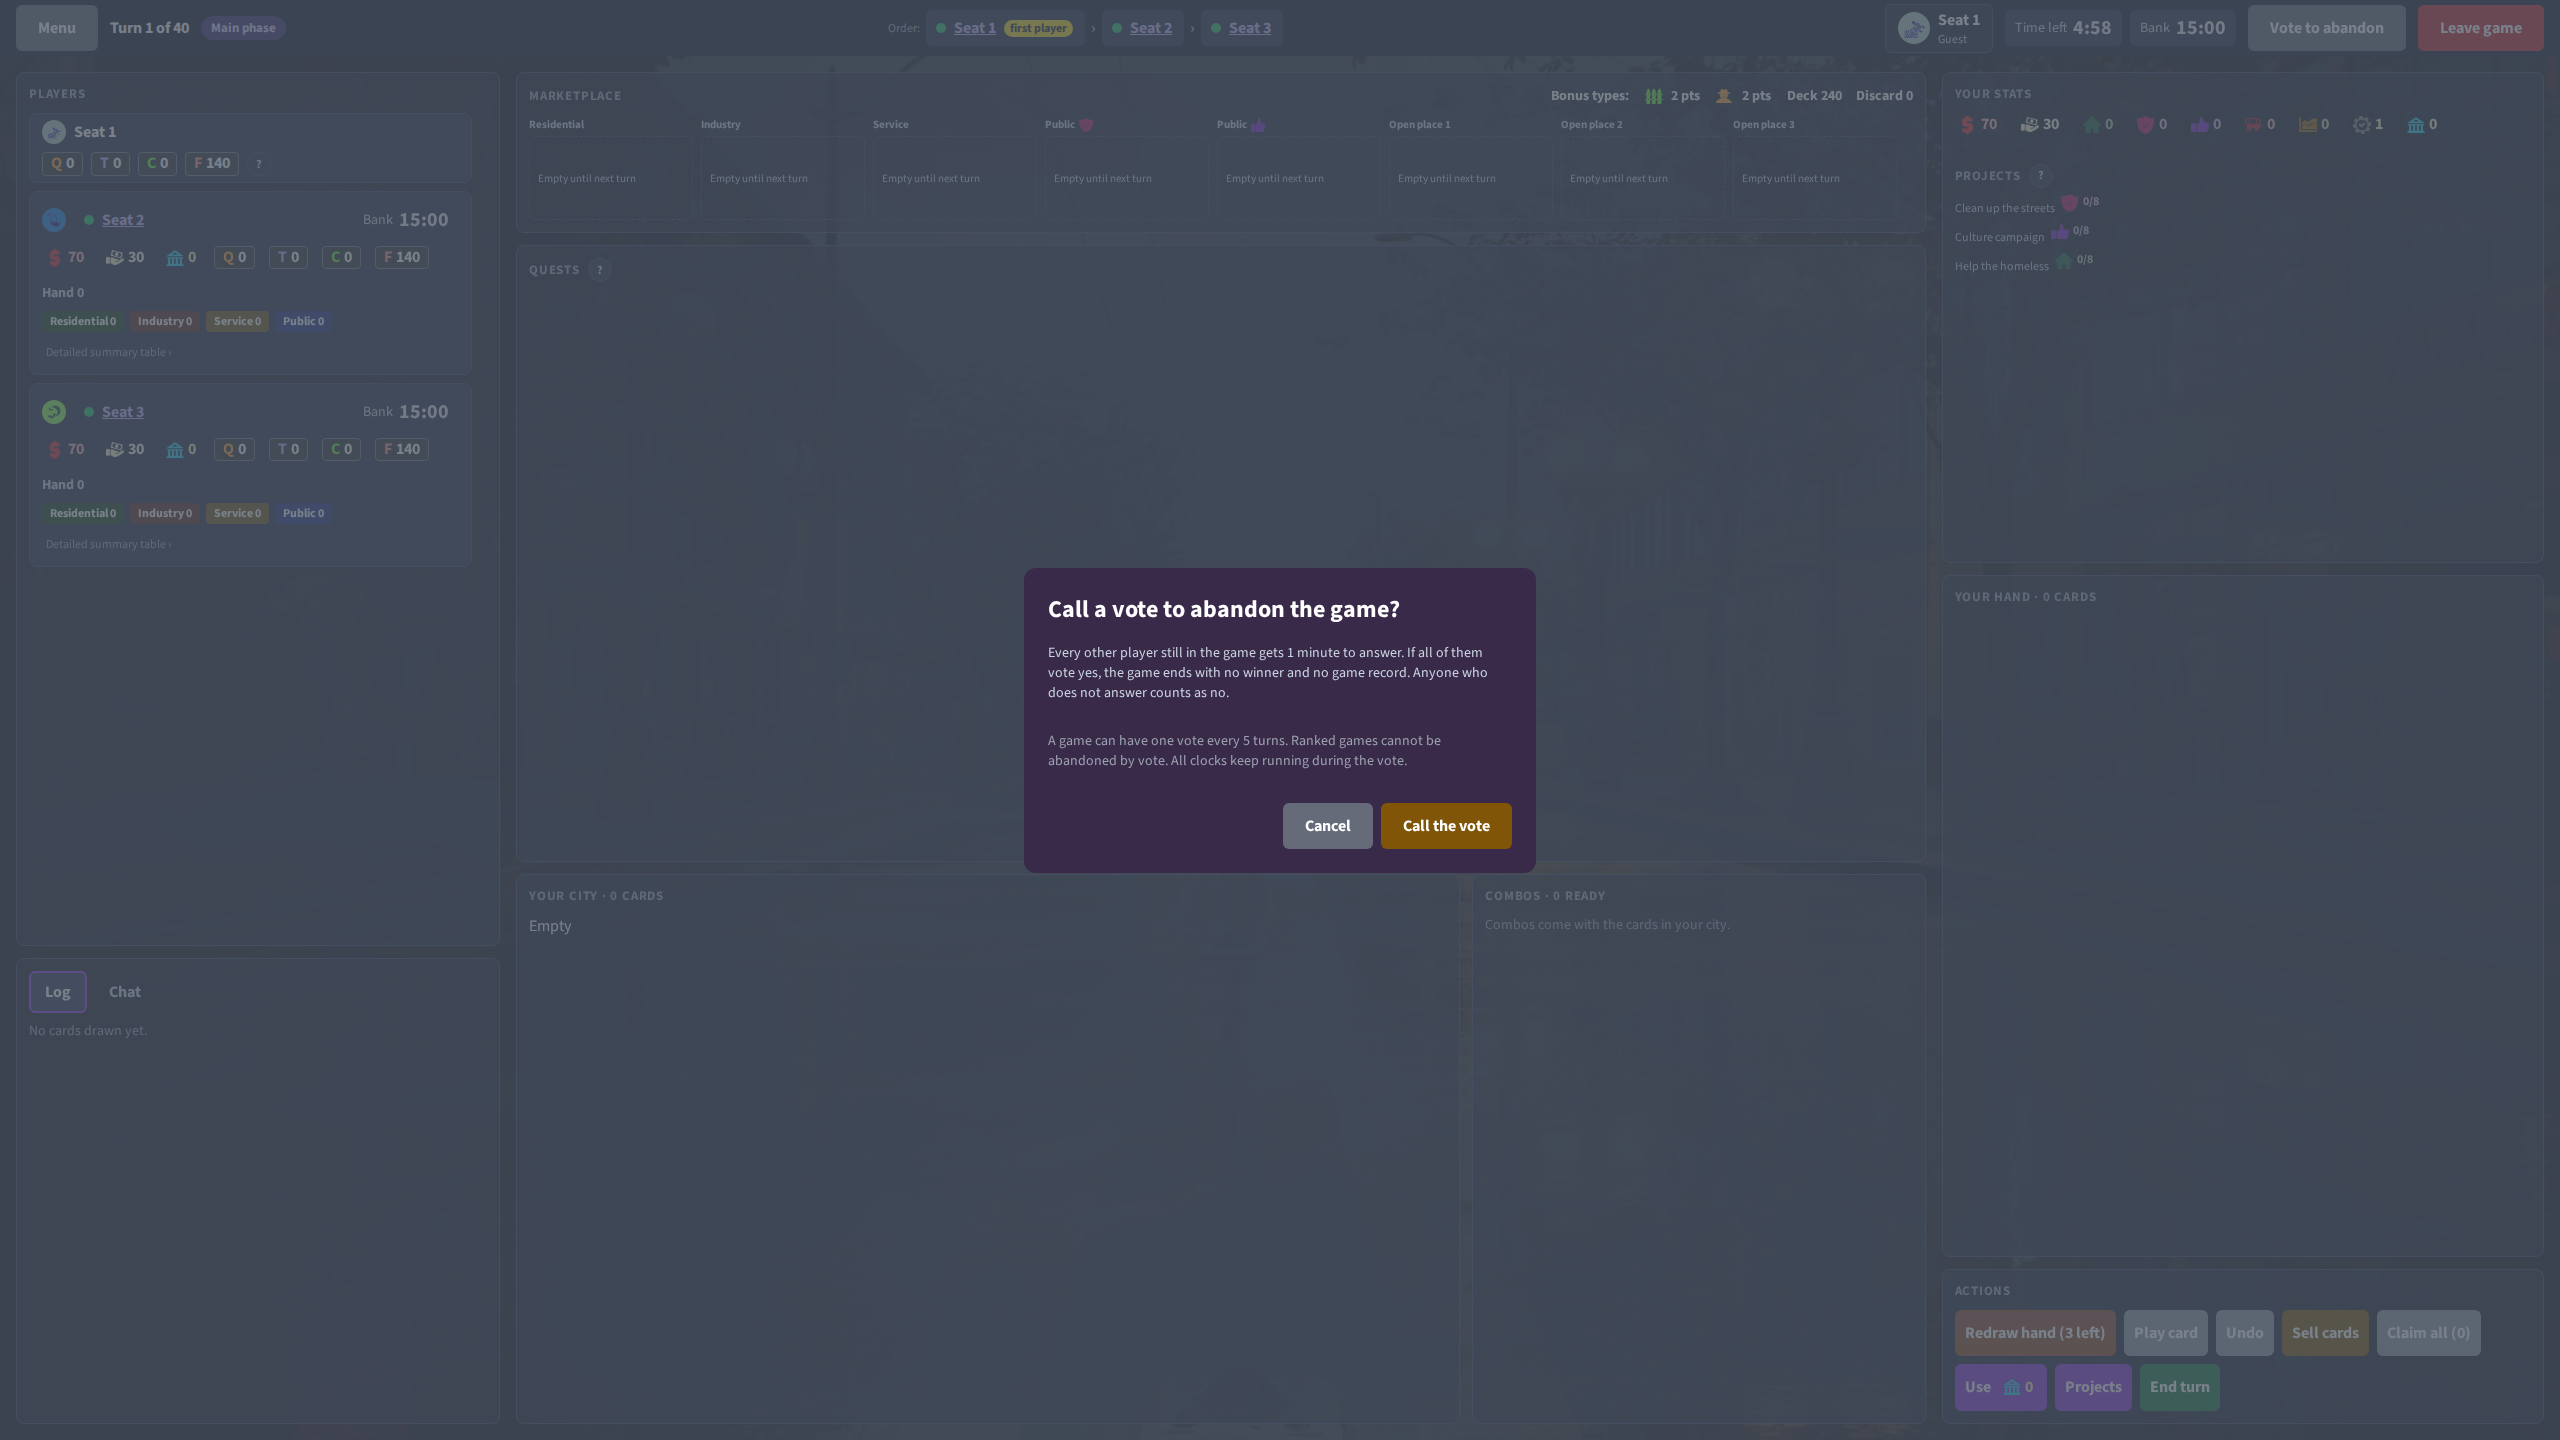 Menu
Turn 1 of 40
Main phase
Order:
Seat 1
first player
›
Seat 2
›
Seat 3
Seat 1
Guest
Time left 4:58
Bank 15:00
Vote to abandon
Leave game
PLAYERS
Seat 1
Q 0
T 0
C 0
F 140
?
Seat 2
Bank 15:00
70
30
0
Q 0
T 0
C 0
F 140
Hand 0
Residential 0
Industry 0
Service 0
Public 0
Detailed summary table ›
Seat 3
Bank 15:00
70
30
0
Q 0
T 0
C 0
F 140
Hand 0
Residential 0
Industry 0
Service 0
Public 0
Detailed summary table ›
Log
Chat
No cards drawn yet.
MARKETPLACE
Bonus types:
2 pts
2 pts
Deck 240
Discard 0
Residential
Industry
Service
Public
Public
Open place 1
Open place 2
Open place 3
Empty until next turn
Empty until next turn
Empty until next turn
Empty until next turn
Empty until next turn
Empty until next turn
Empty until next turn
Empty until next turn
QUESTS
?
Call a vote to abandon the game?
Every other player still in the game gets 1 minute to answer. If all of them
vote yes, the game ends with no winner and no game record. Anyone who
does not answer counts as no.
A game can have one vote every 5 turns. Ranked games cannot be
abandoned by vote. All clocks keep running during the vote.
Cancel
Call the vote
YOUR CITY · 0 CARDS
Empty
COMBOS · 0 READY
Combos come with the cards in your city.
YOUR STATS
70
30
0
0
0
0
0
1
0
PROJECTS
?
Clean up the streets 0/8
Culture campaign 0/8
Help the homeless 0/8
YOUR HAND · 0 CARDS
ACTIONS
Redraw hand (3 left)
Play card
Undo
Sell cards
Claim all (0)
Use 0
Projects
End turn